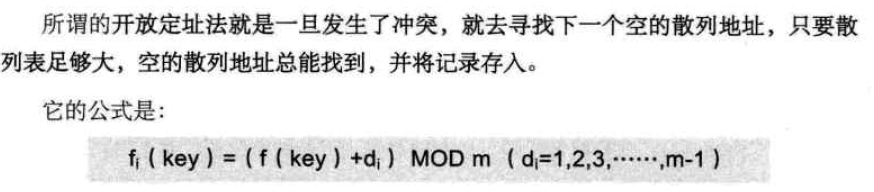 所谓的开放定址法就是一旦发生了冲突，就去寻找下一个空的散列地址，只要散
列表足够大，空的散列地址总能找到，并将记录存入。
它的公式是：
fᵢ（key）=（f（key）+dᵢ） MOD m （dᵢ=1,2,3,……,m-1）